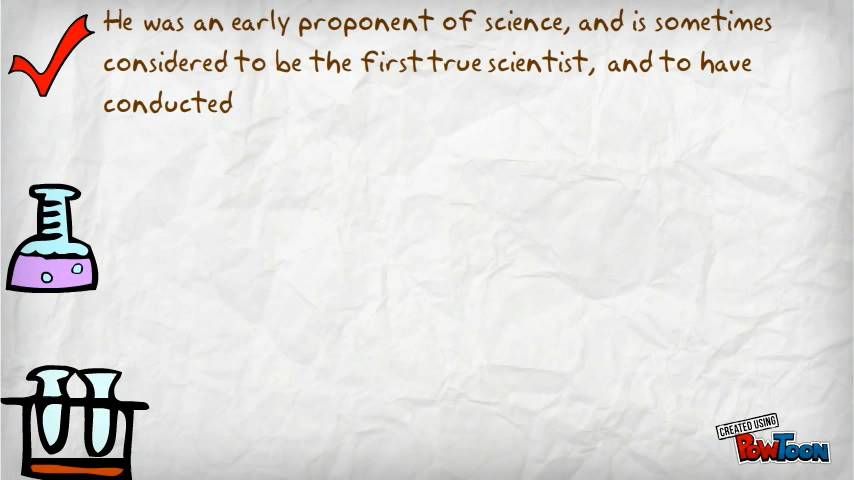 He was an early proponent of science, and is sometimes
considered to be the first true scientist, and to have
conducted
CREATED USING
POWTOON